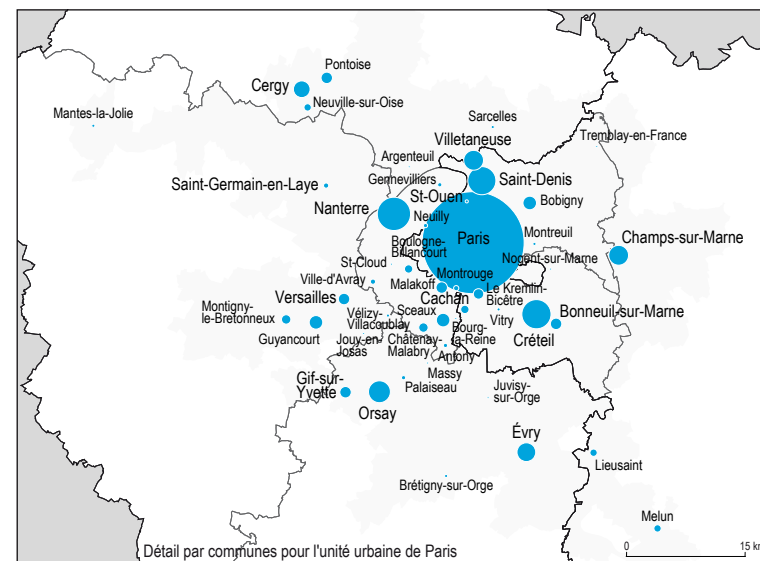 Pontoise
Cergy
Neuville-sur-Oise
Mantes-la-Jolie
Sarcelles
Tremblay-en-France
Villetaneuse
Argenteuil
Gennevilliers
Saint-Denis
Saint-Germain-en-Laye
St-Ouen
Bobigny
Nanterre
Neuilly
Paris
Montreuil
Champs-sur-Marne
Boulogne-
Billancourt
Nogent-sur-Marne
St-Cloud
Montrouge
Ville-d'Avray
Malakoff
Le Kremlin-
Bicêtre
Versailles
Cachan
Bonneuil-sur-Marne
Montigny-
le-Bretonneux
Vélizy-
Villacoublay
Sceaux
Vitry
Guyancourt
Jouy-en-
Josas
Châtenay-
Malabry
Bourg-
la-Reine
Créteil
Antony
Massy
Gif-sur-
Yvette
Palaiseau
Juvisy-
sur-Orge
Orsay
Évry
Lieusaint
Brétigny-sur-Orge
Melun
Détail par communes pour l'unité urbaine de Paris
0 15 km